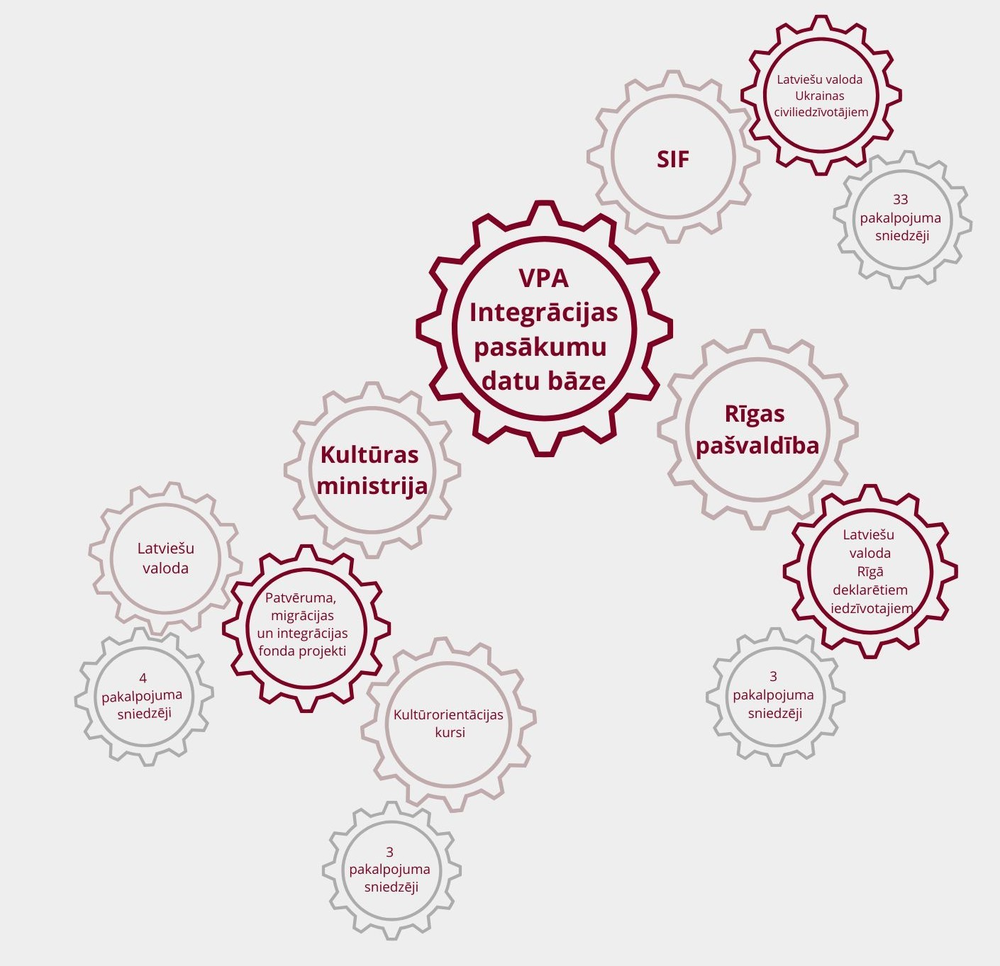 Latviešu valoda
Ukrainas
civiliedzīvotājiem
SIF
33
pakalpojuma
sniedzēji
VPA
Integrācijas
pasākumu
datu bāze
Rīgas
pašvaldība
Kultūras
ministrija
Latviešu
valoda
Rīgā
deklarētiem
iedzīvotajiem
Latviešu
valoda
Patvēruma,
migrācijas
un integrācijas
fonda projekti
4
pakalpojuma
sniedzēji
3
pakalpojuma
sniedzēji
Kultūrorientācijas
kursi
3
pakalpojuma
sniedzēji